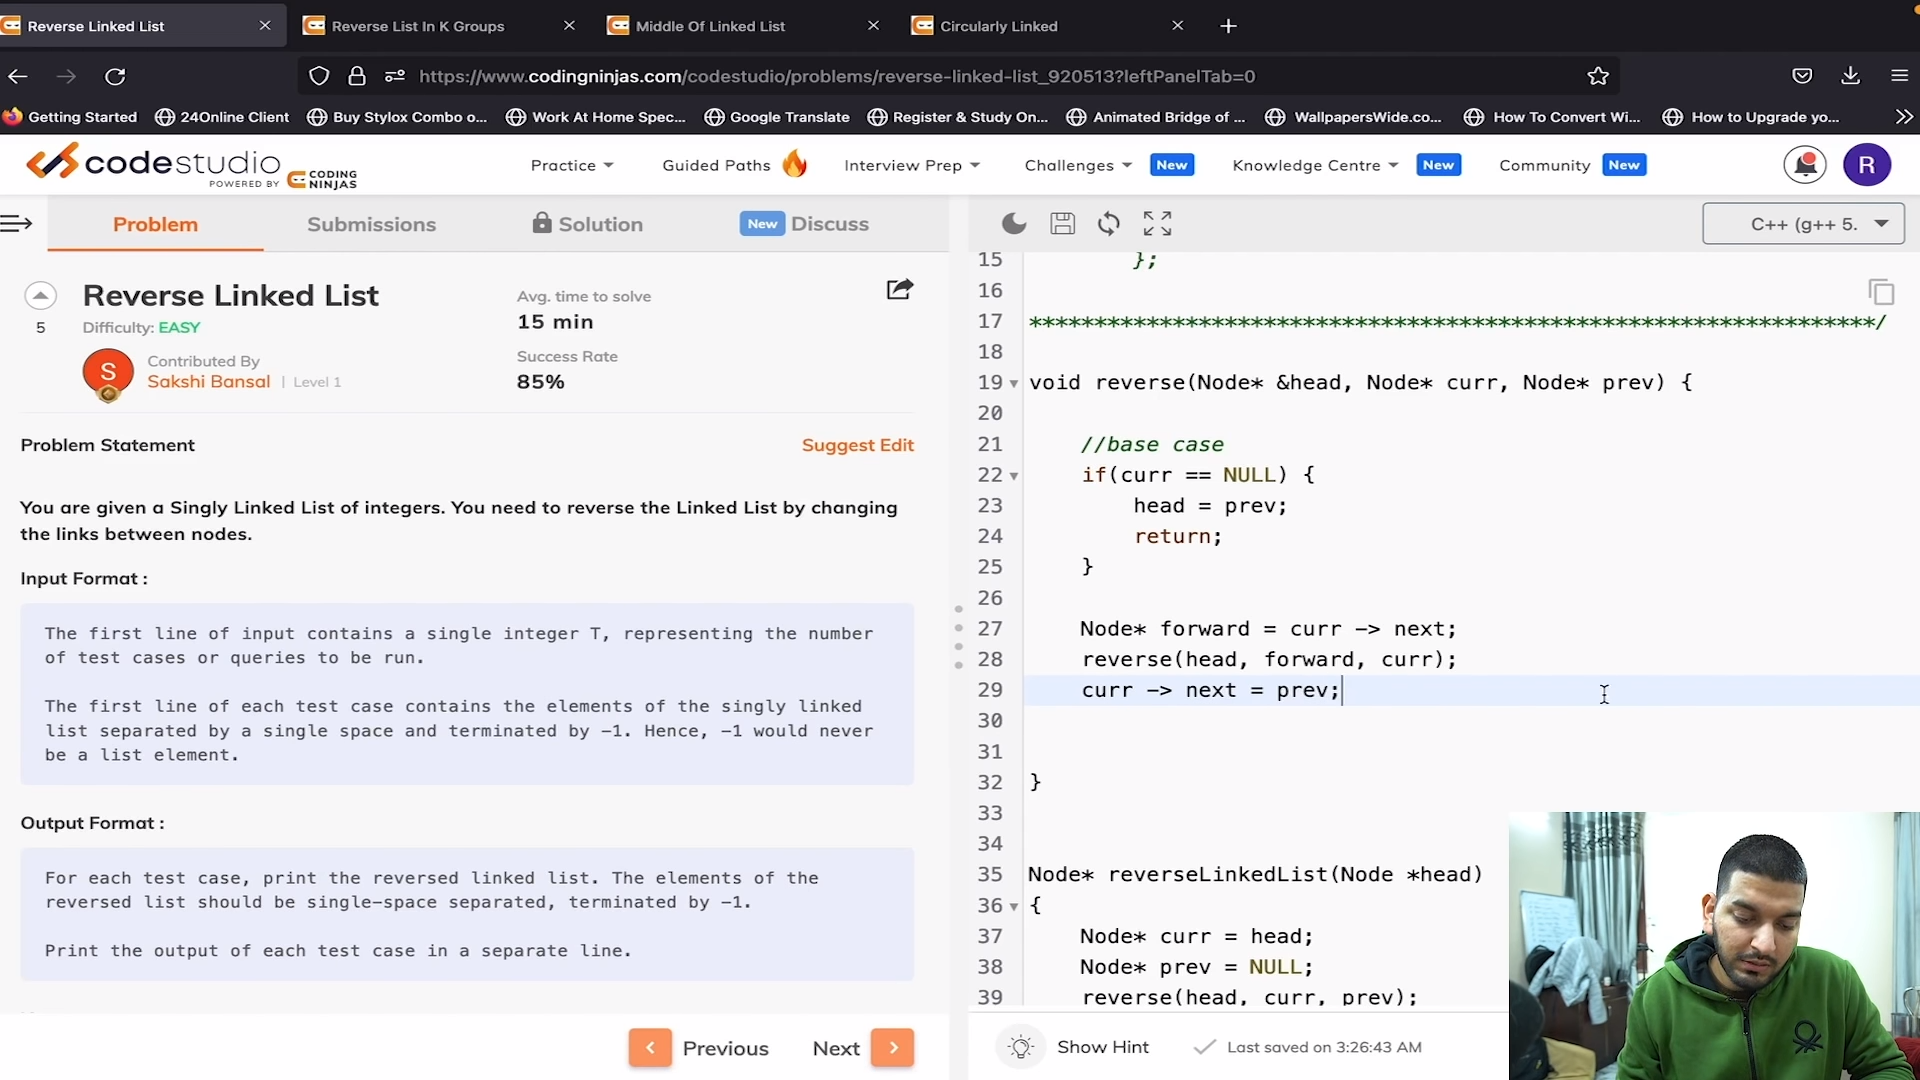 Reverse Linked List
Reverse List In K Groups
Middle Of Linked List
Circularly Linked
https://www.codingninjas.com/codestudio/problems/reverse-linked-list_920513?leftPanelTab=0
Getting Started
24Online Client
Buy Stylox Combo o...
Work At Home Spec...
Google Translate
Register & Study On...
Animated Bridge of ...
WallpapersWide.co...
How To Convert Wi...
How to Upgrade yo...
codestudio
POWERED BY CODING NINJAS
Practice
Guided Paths
Interview Prep
Challenges New
Knowledge Centre New
Community New
R
Problem
Submissions
Solution
New Discuss
C++ (g++ 5.
Reverse Linked List
5
Difficulty: EASY
S
Contributed By
Sakshi Bansal | Level 1
Avg. time to solve
15 min
Success Rate
85%
Problem Statement
Suggest Edit
You are given a Singly Linked List of integers. You need to reverse the Linked List by changing
the links between nodes.
Input Format :
The first line of input contains a single integer T, representing the number
of test cases or queries to be run.
The first line of each test case contains the elements of the singly linked
list separated by a single space and terminated by -1. Hence, -1 would never
be a list element.
Output Format :
For each test case, print the reversed linked list. The elements of the
reversed list should be single-space separated, terminated by -1.
Print the output of each test case in a separate line.
Previous
Next
15 };
16
17 *****************************************************************/
18
19 void reverse(Node* &head, Node* curr, Node* prev) {
20
21 //base case
22 if(curr == NULL) {
23 head = prev;
24 return;
25 }
26
27 Node* forward = curr -> next;
28 reverse(head, forward, curr);
29 curr -> next = prev;
30
31
32 }
33
34
35 Node* reverseLinkedList(Node *head)
36 {
37 Node* curr = head;
38 Node* prev = NULL;
39 reverse(head, curr, prev);
Show Hint
Last saved on 3:26:43 AM